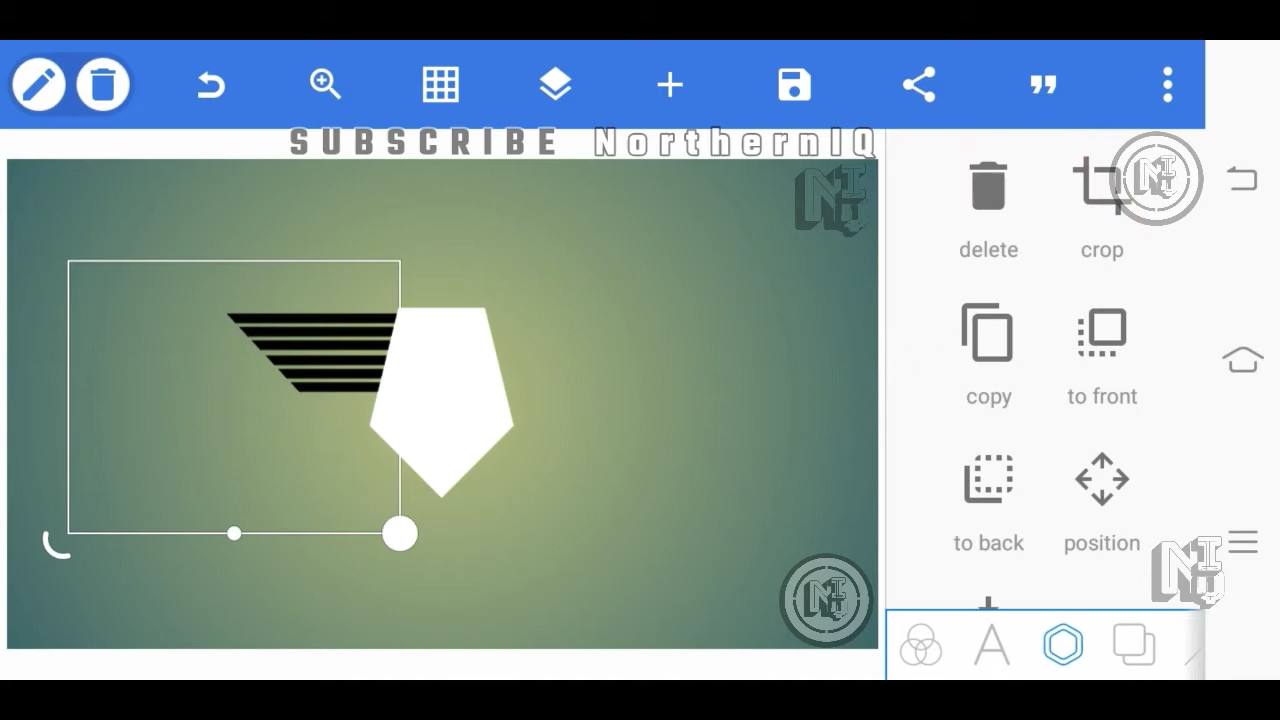 SUBSCRIBE NorthernIQ
delete
crop
copy
to front
to back
position